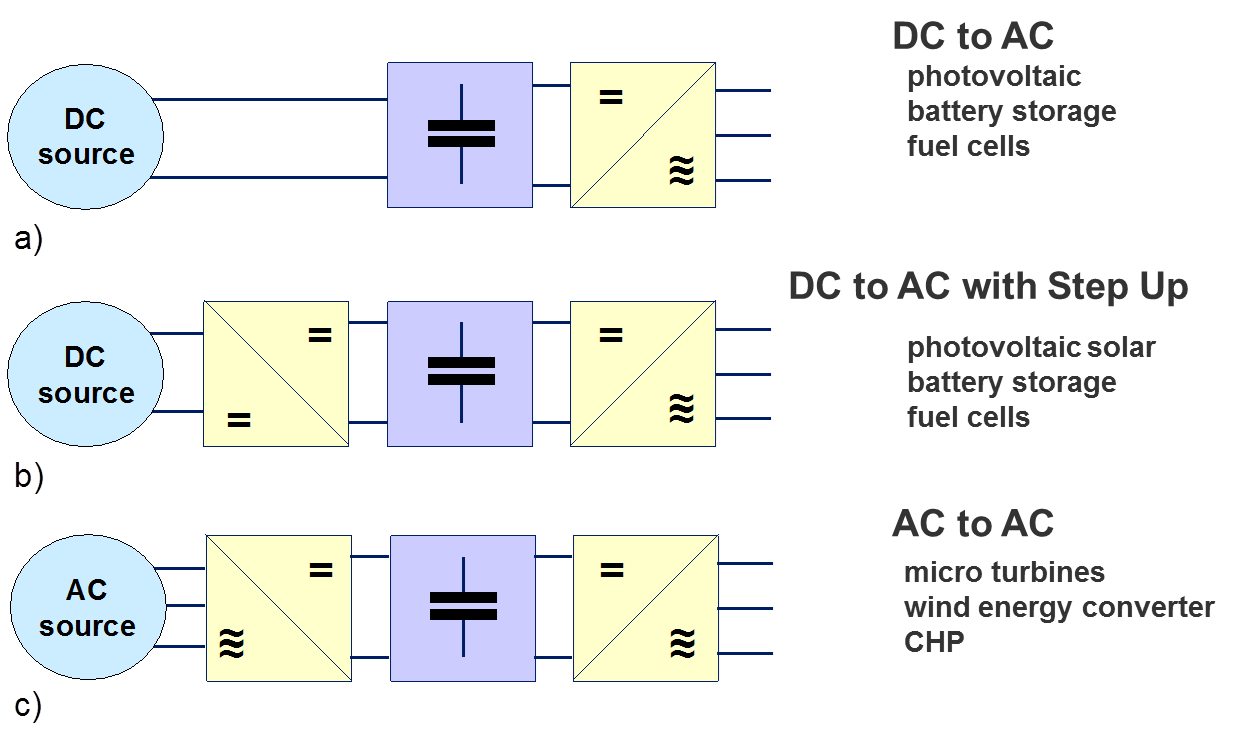 DC to AC
photovoltaic
battery storage
fuel cells
DC
source
=
≋
a)
DC to AC with Step Up
photovoltaic solar
battery storage
fuel cells
DC
source
=
=
=
≋
b)
AC to AC
micro turbines
wind energy converter
CHP
AC
source
=
≋
=
≋
c)